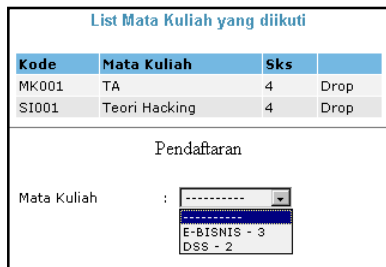 List Mata Kuliah yang diikuti
Kode Mata Kuliah Sks
MK001 TA 4 Drop
SI001 Teori Hacking 4 Drop
Pendaftaran
Mata Kuliah : ----------
----------
E-BISNIS - 3
DSS - 2